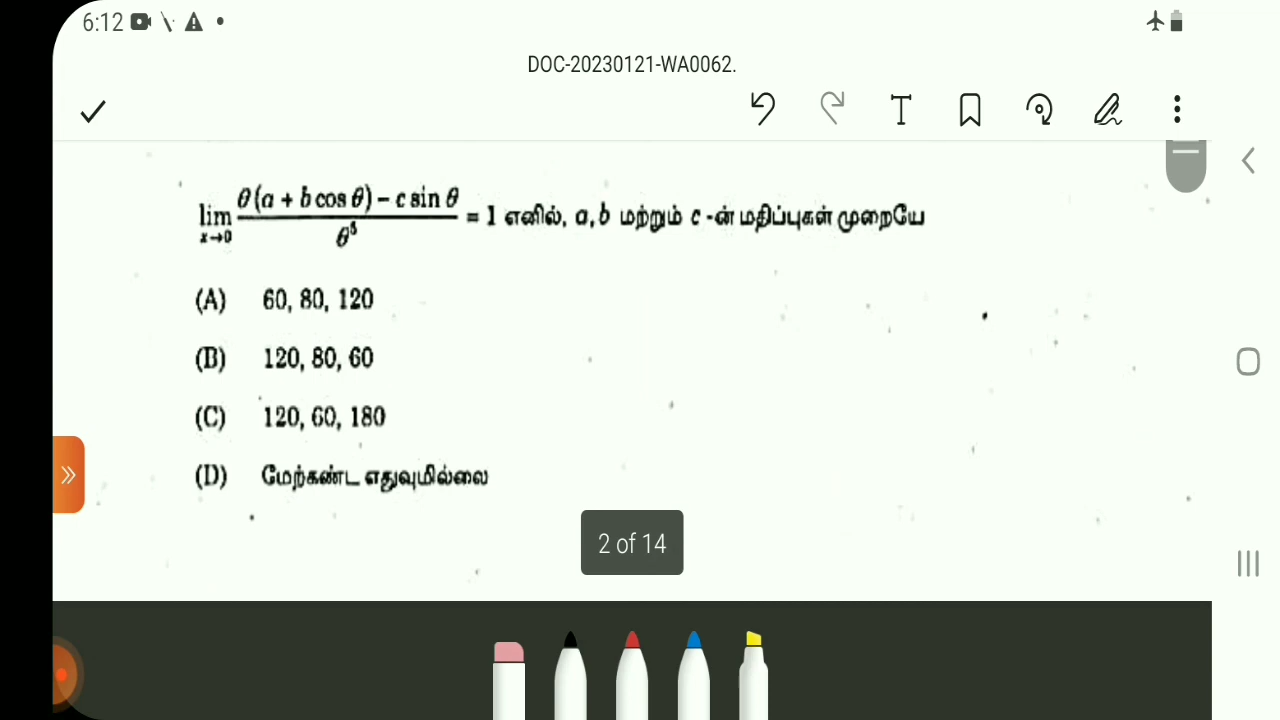 6:12
DOC-20230121-WA0062.
lim x→0 θ(a + b cos θ) – c sin θ / θ⁵ = 1 எனில், a, b மற்றும் c -ன் மதிப்புகள் முறையே
(A) 60, 80, 120
(B) 120, 80, 60
(C) 120, 60, 180
(D) மேற்கண்ட எதுவுமில்லை
2 of 14